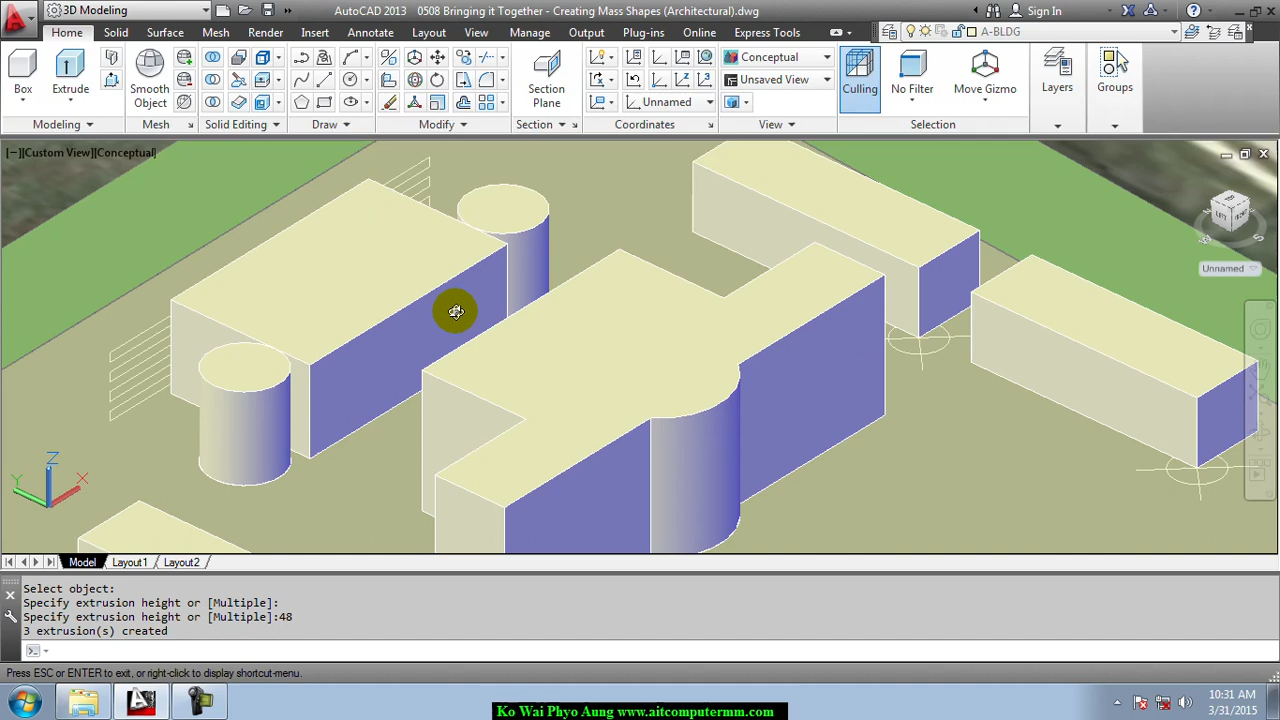 3D Modeling
AutoCAD 2013 0508 Bringing it Together - Creating Mass Shapes (Architectural).dwg
Sign In
Home Solid Surface Mesh Render Insert Annotate Layout View Manage Output Plug-ins Online Express Tools
A-BLDG
Box
Extrude
Smooth
Object
Section
Plane
Unnamed
Conceptual
Unsaved View
Culling
No Filter
Move Gizmo
Layers
Groups
Modeling Mesh Solid Editing Draw Modify Section Coordinates View Selection
[−][Custom View][Conceptual]
Unnamed
Z
Y
X
Model Layout1 Layout2
Select object:
Specify extrusion height or [Multiple]:
Specify extrusion height or [Multiple]:48
3 extrusion(s) created
Press ESC or ENTER to exit, or right-click to display shortcut-menu.
10:31 AM
3/31/2015
Ko Wai Phyo Aung www.aitcomputermm.com